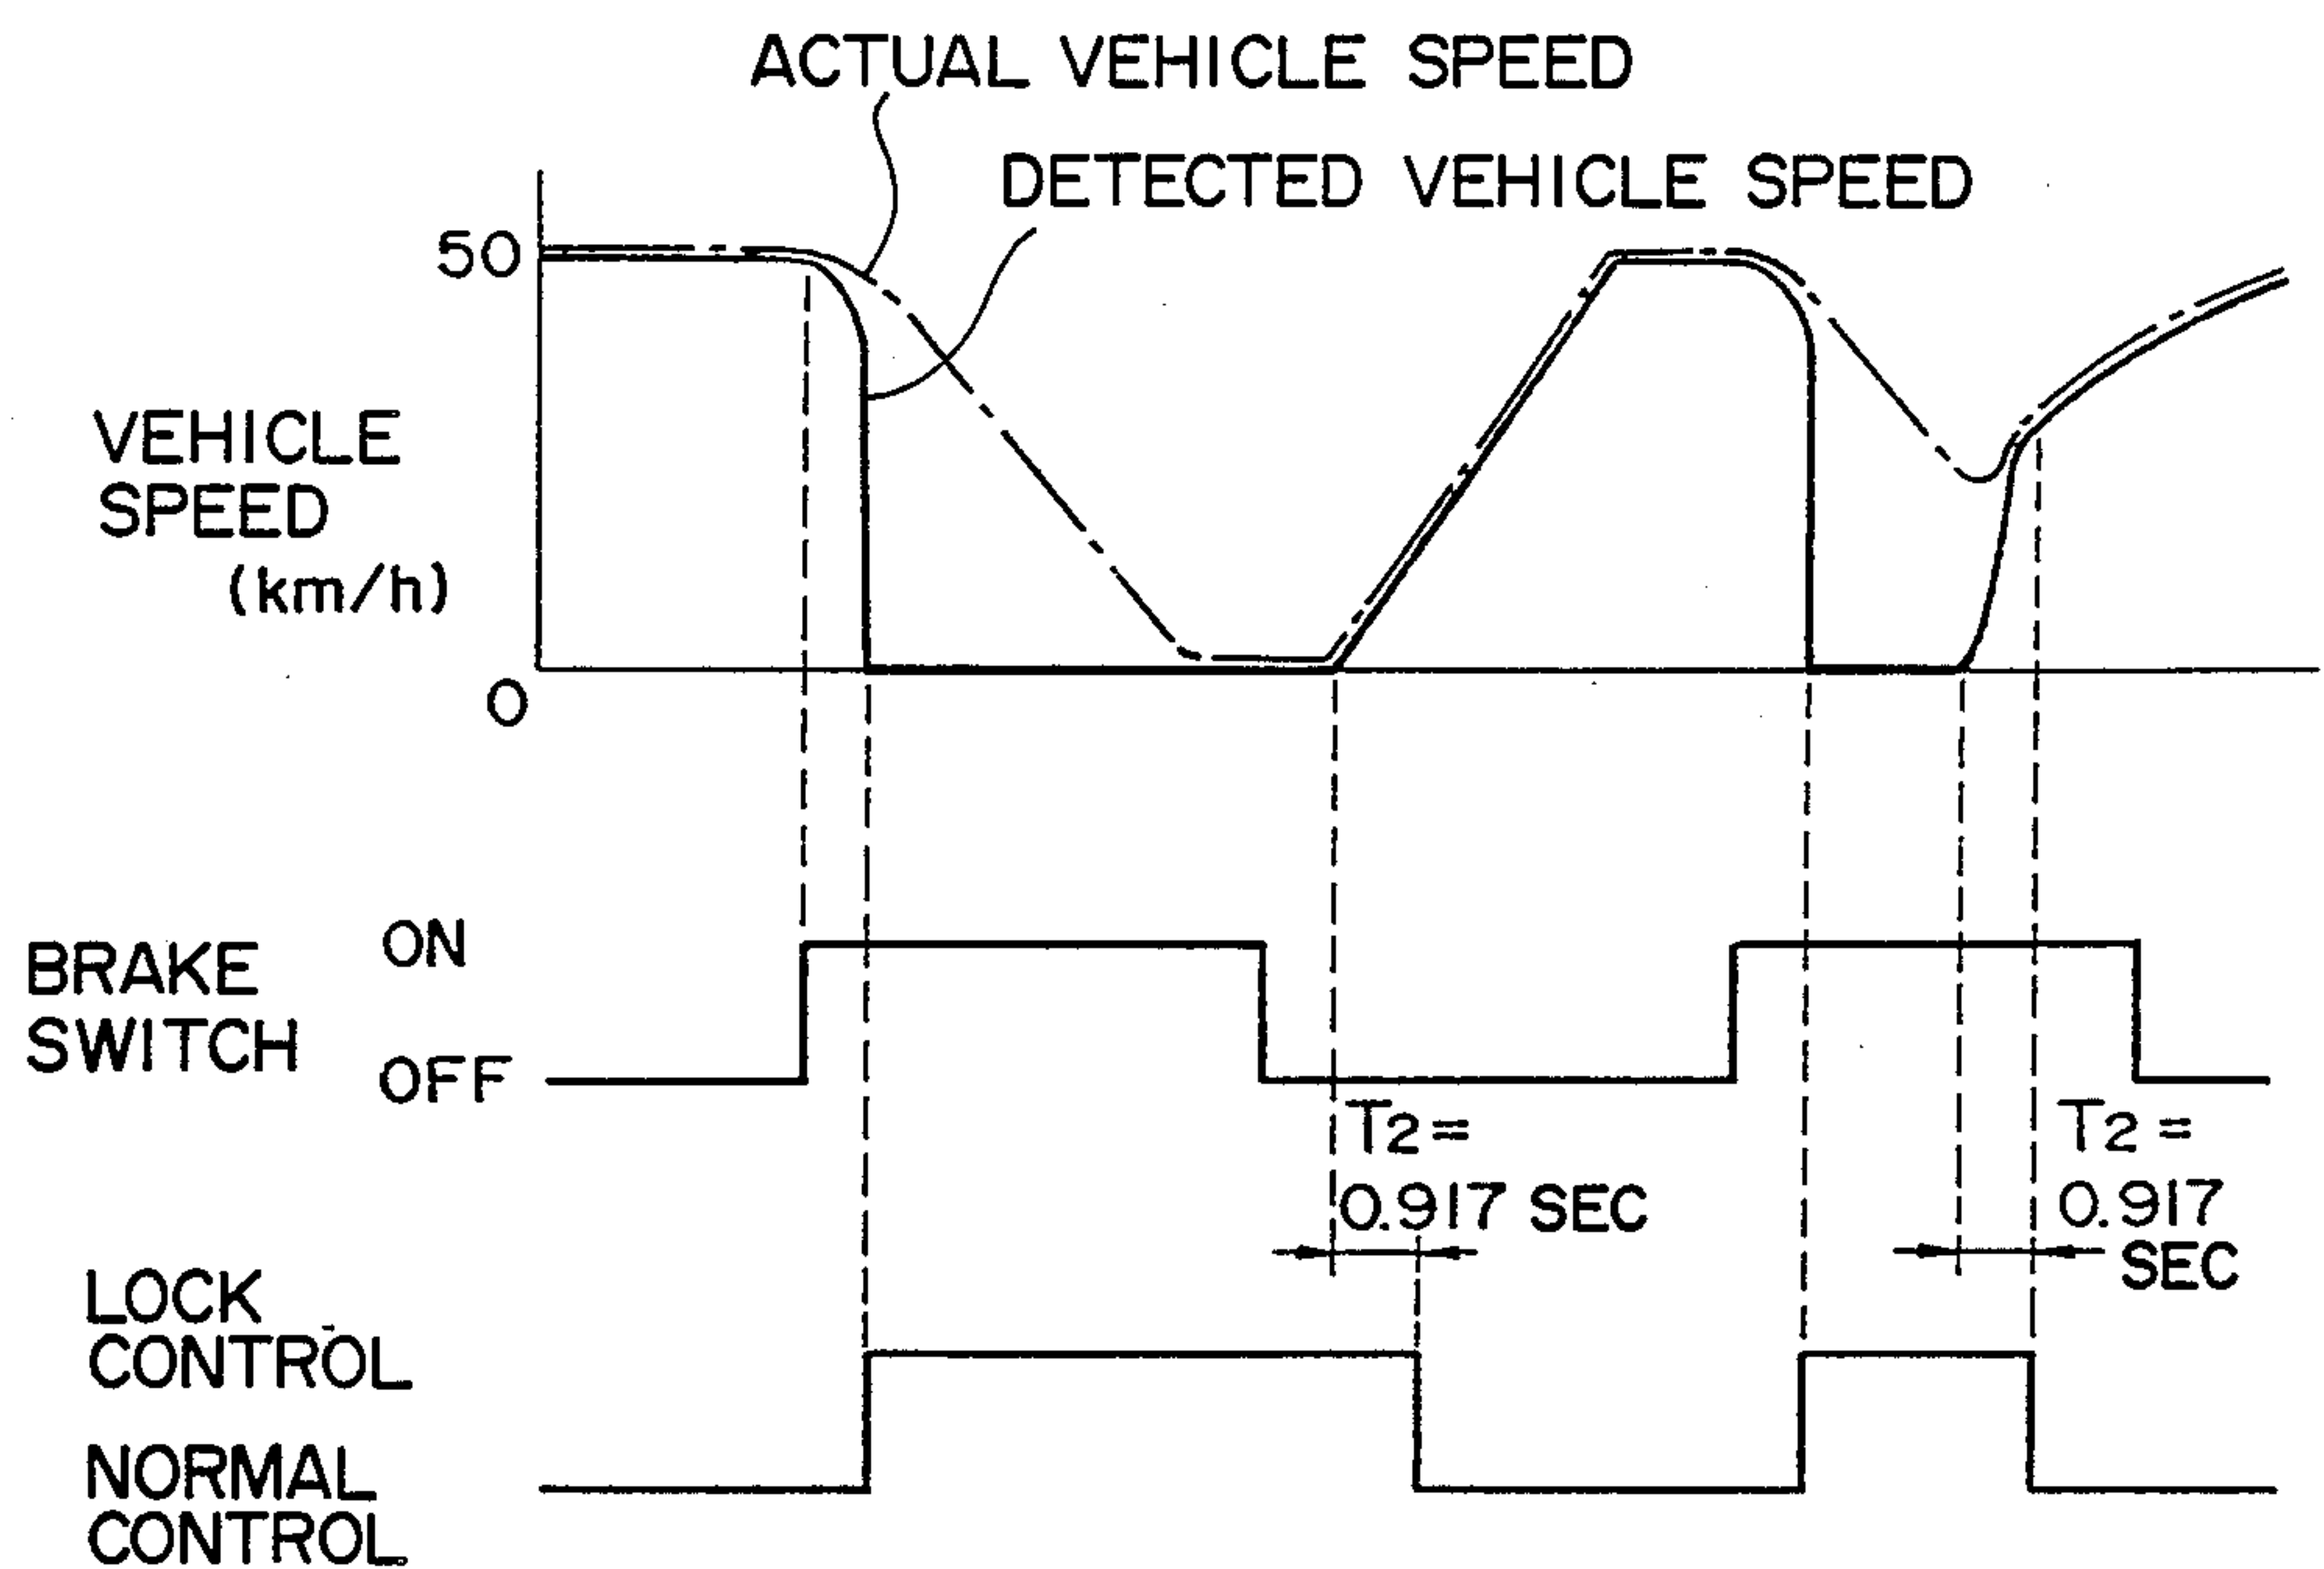 ACTUAL VEHICLE SPEED
DETECTED VEHICLE SPEED
50
VEHICLE
SPEED
(km/h)
0
BRAKE
SWITCH
ON
OFF
T2=
0.917 SEC
T2=
0.917
SEC
LOCK
CONTROL
NORMAL
CONTROL